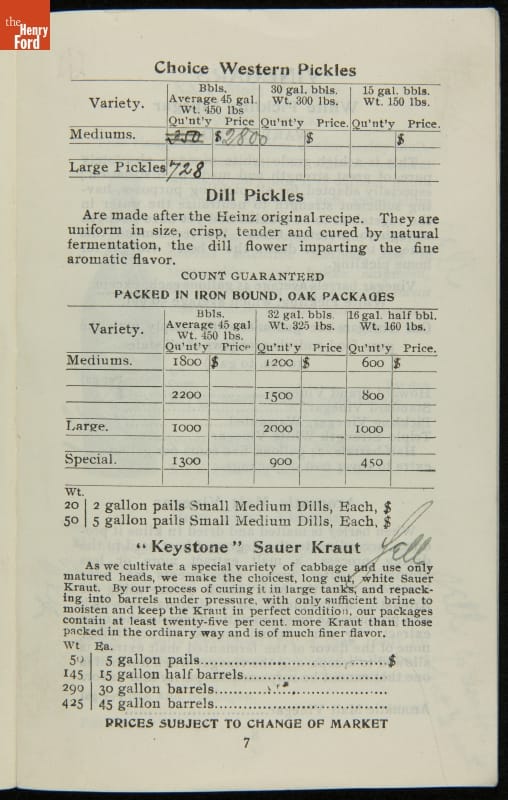 the
Henry
Ford
Choice Western Pickles
Variety. Bbls. Average 45 gal. Wt. 450 lbs 30 gal. bbls. Wt. 300 lbs. 15 gal. bbls. Wt. 150 lbs.
Qu'nt'y Price Qu'nt'y Price. Qu'nt'y Price.
Mediums. 350 $ 2800 $ $
Large Pickles 728
Dill Pickles
Are made after the Heinz original recipe. They are
uniform in size, crisp, tender and cured by natural
fermentation, the dill flower imparting the fine
aromatic flavor.
COUNT GUARANTEED
PACKED IN IRON BOUND, OAK PACKAGES
Variety. Bbls. Average 45 gal Wt. 450 lbs. 32 gal. bbls. Wt. 325 lbs. 16 gal. half bbl. Wt. 160 lbs.
Qu'nt'y Price Qu'nt'y Price Qu'nt'y Price.
Mediums. 1800 $ 1200 $ 600 $
2200 1500 800
Large. 1000 2000 1000
Special. 1300 900 450
Wt.
20 2 gallon pails Small Medium Dills, Each, $
50 5 gallon pails Small Medium Dills, Each, $
"Keystone" Sauer Kraut
As we cultivate a special variety of cabbage and use only
matured heads, we make the choicest, long cut, white Sauer
Kraut. By our process of curing it in large tanks, and repack-
ing into barrels under pressure, with only sufficient brine to
moisten and keep the Kraut in perfect condition, our packages
contain at least twenty-five per cent. more Kraut than those
packed in the ordinary way and is of much finer flavor.
Wt Ea.
50 5 gallon pails.............................$
145 15 gallon half barrels......................
290 30 gallon barrels...........................
425 45 gallon barrels...........................
PRICES SUBJECT TO CHANGE OF MARKET
7